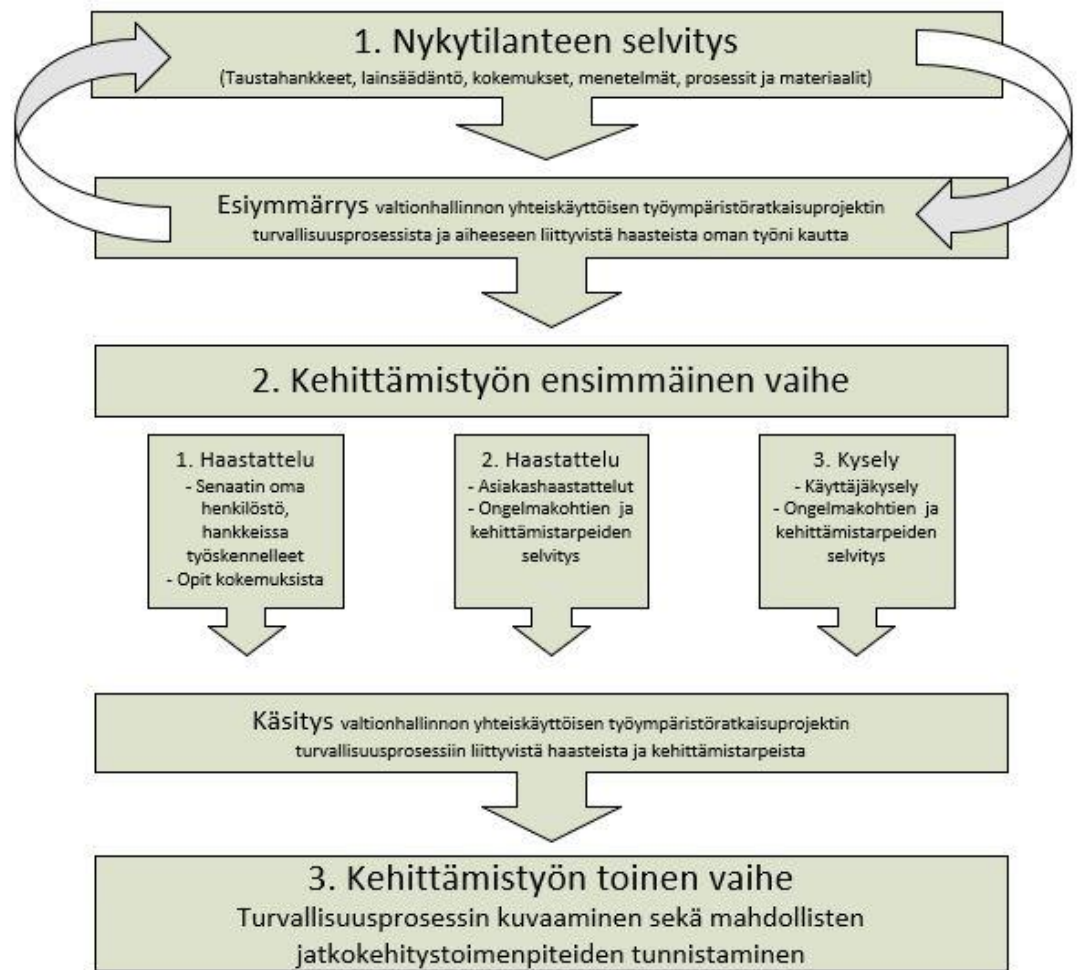 1. Nykytilanteen selvitys
(Taustahankkeet, lainsäädäntö, kokemukset, menetelmät, prosessit ja materiaalit)
Esiymmärrys valtionhallinnon yhteiskäyttöisen työympäristöratkaisuprojektin
turvallisuusprosessista ja aiheeseen liittyvistä haasteista oman työni kautta
2. Kehittämistyön ensimmäinen vaihe
1. Haastattelu
- Senaatin oma
henkilöstö,
hankkeissa
työskennelleet
- Opit kokemuksista
2. Haastattelu
- Asiakashaastattelut
- Ongelmakohtien ja
kehittämistarpeiden
selvitys
3. Kysely
- Käyttäjäkysely
- Ongelmakohtien ja
kehittämistarpeiden
selvitys
Käsitys valtionhallinnon yhteiskäyttöisen työympäristöratkaisuprojektin
turvallisuusprosessiin liittyvistä haasteista ja kehittämistarpeista
3. Kehittämistyön toinen vaihe
Turvallisuusprosessin kuvaaminen sekä mahdollisten
jatkokehitystoimenpiteiden tunnistaminen